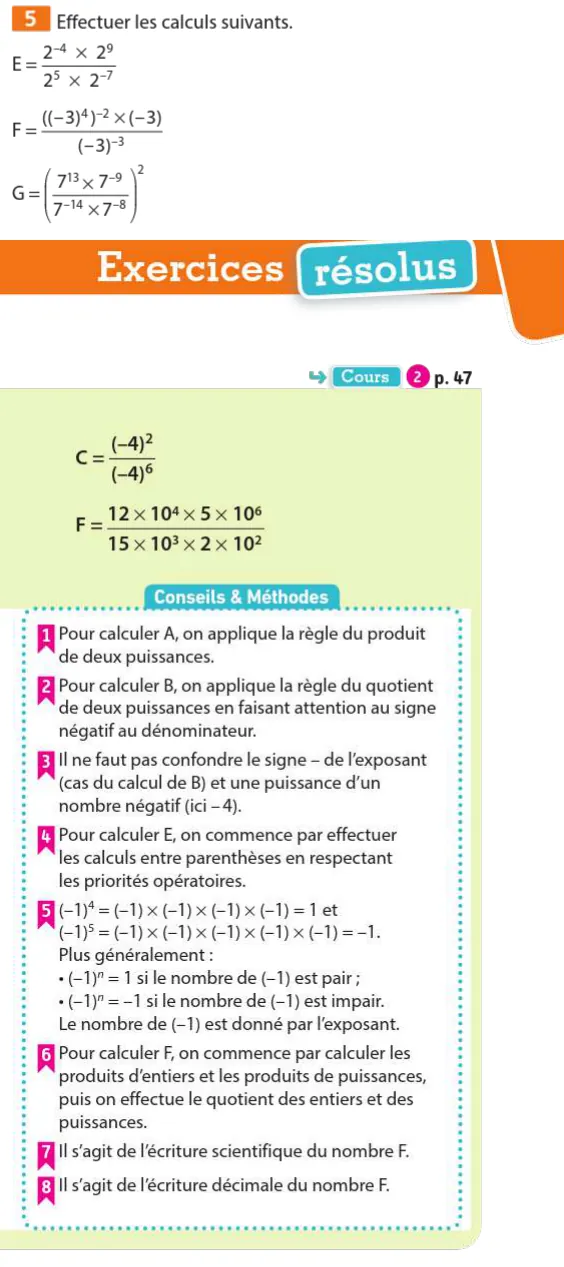 5 Effectuer les calculs suivants.
E = (2⁻⁴ × 2⁹) / (2⁵ × 2⁻⁷)
F = (((–3)⁴)⁻² × (–3)) / (–3)⁻³
G = ((7¹³ × 7⁻⁹) / (7⁻¹⁴ × 7⁻⁸))²
Exercices résolus
Cours 2 p. 47
C = (–4)² / (–4)⁶
F = (12 × 10⁴ × 5 × 10⁶) / (15 × 10³ × 2 × 10²)
Conseils & Méthodes
1 Pour calculer A, on applique la règle du produit
de deux puissances.
2 Pour calculer B, on applique la règle du quotient
de deux puissances en faisant attention au signe
négatif au dénominateur.
3 Il ne faut pas confondre le signe – de l’exposant
(cas du calcul de B) et une puissance d’un
nombre négatif (ici – 4).
4 Pour calculer E, on commence par effectuer
les calculs entre parenthèses en respectant
les priorités opératoires.
5 (–1)⁴ = (–1) × (–1) × (–1) × (–1) = 1 et
(–1)⁵ = (–1) × (–1) × (–1) × (–1) × (–1) = –1.
Plus généralement :
• (–1)ⁿ = 1 si le nombre de (–1) est pair ;
• (–1)ⁿ = –1 si le nombre de (–1) est impair.
Le nombre de (–1) est donné par l’exposant.
6 Pour calculer F, on commence par calculer les
produits d’entiers et les produits de puissances,
puis on effectue le quotient des entiers et des
puissances.
7 Il s’agit de l’écriture scientifique du nombre F.
8 Il s’agit de l’écriture décimale du nombre F.